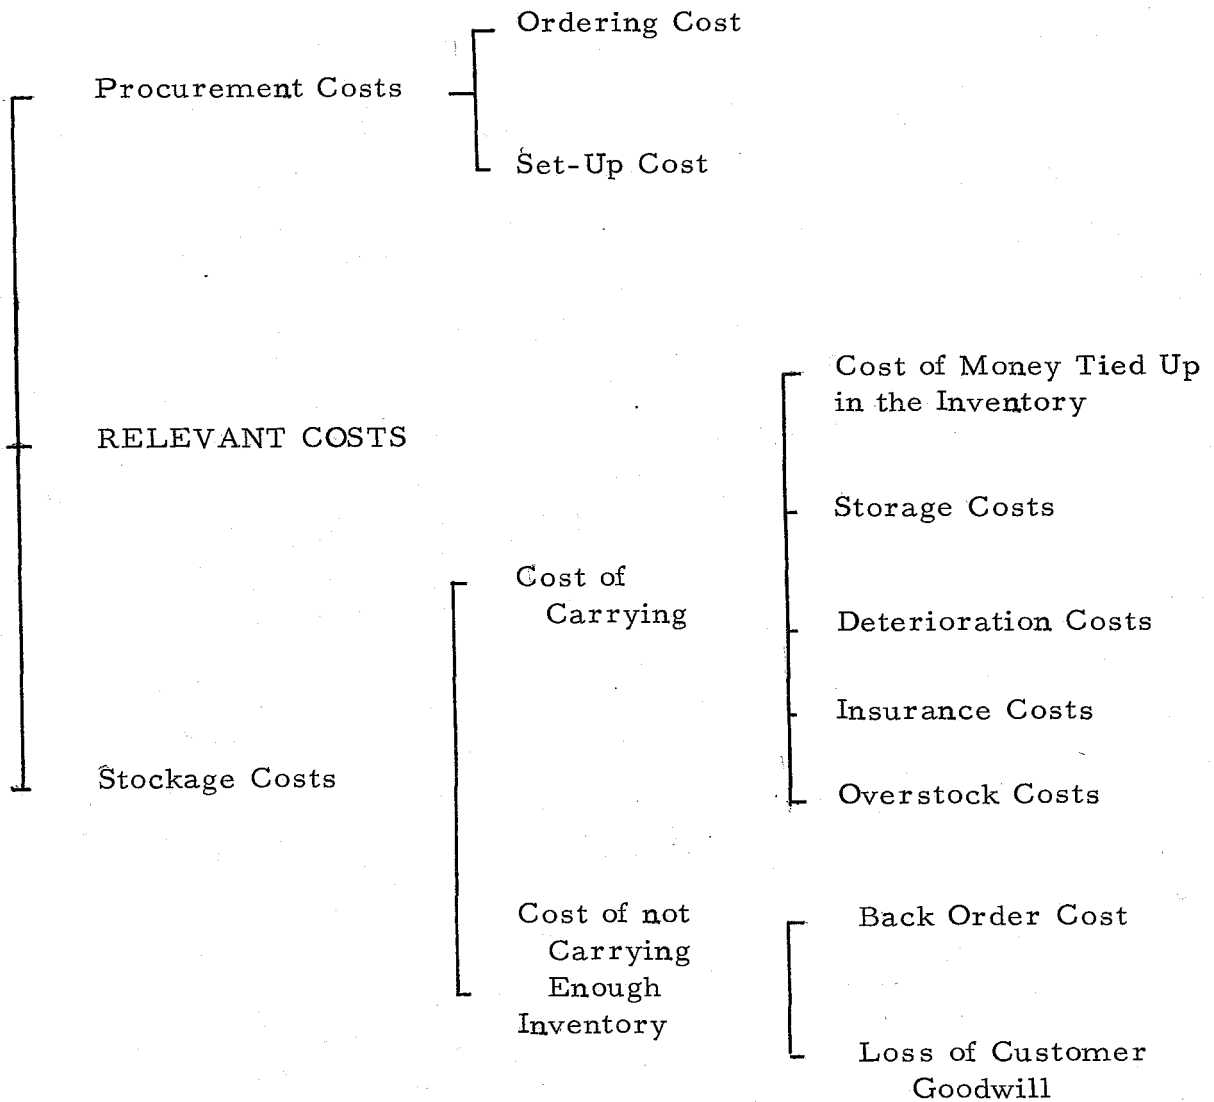 Ordering Cost
Procurement Costs
Set-Up Cost
Cost of Money Tied Up
in the Inventory
RELEVANT COSTS
Storage Costs
Cost of
Carrying
Deterioration Costs
Insurance Costs
Stockage Costs
Overstock Costs
Cost of not
Carrying
Enough
Inventory
Back Order Cost
Loss of Customer
Goodwill